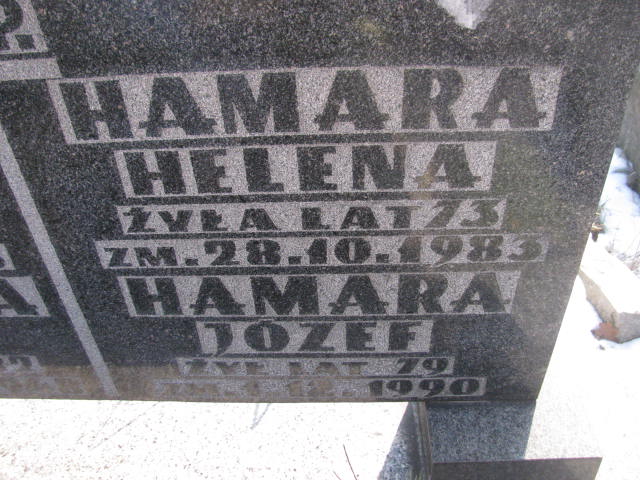 HAMARA
HELENA
ŻYŁA LAT 73
ZM. 28.10.1983
HAMARA
JÓZEF
ŻYŁ LAT 79
1990